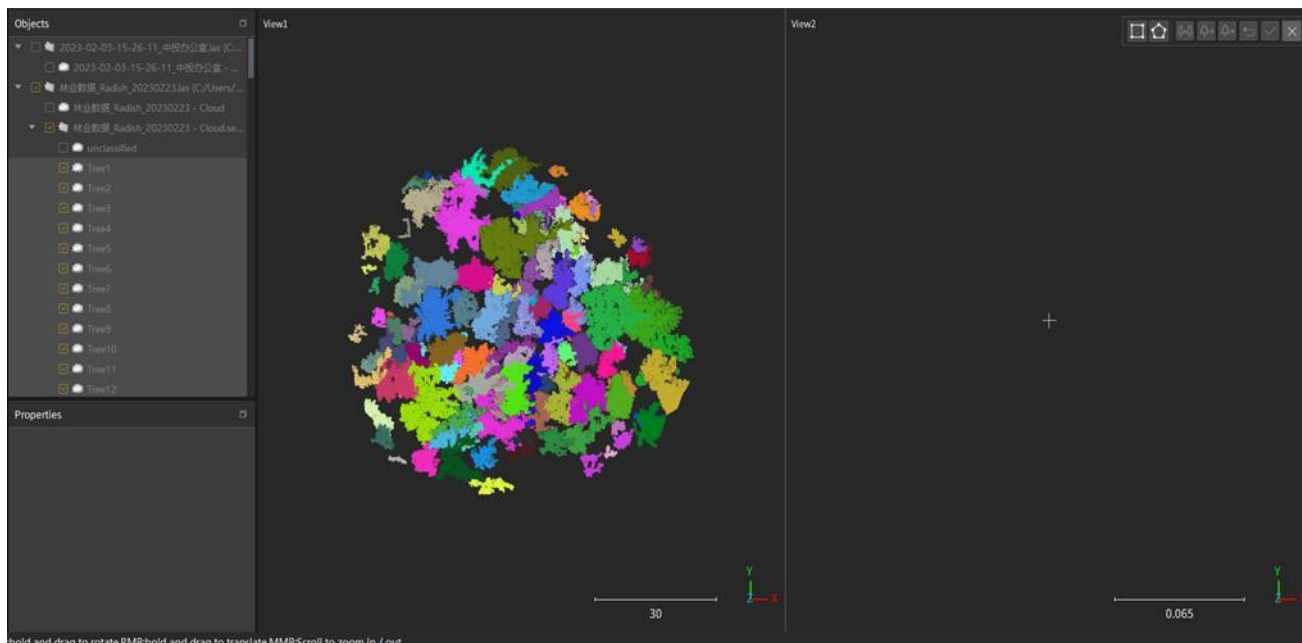 Objects
2023-02-03-15-26-11_中投办公室.las (C:...
2023-02-03-15-26-11_中投办公室 - ...
林业数据_Radish_20230223.las (C:/Users/...
林业数据_Radish_20230223 - Cloud
林业数据_Radish_20230223 - Cloud.se...
unclassified
Tree1
Tree2
Tree3
Tree4
Tree5
Tree6
Tree7
Tree8
Tree9
Tree10
Tree11
Tree12
Properties
View1
Y
Z X
30
View2
Y
Z
0.065
:hold and drag to rotate RMB:hold and drag to translate MMB:Scroll to zoom in / out